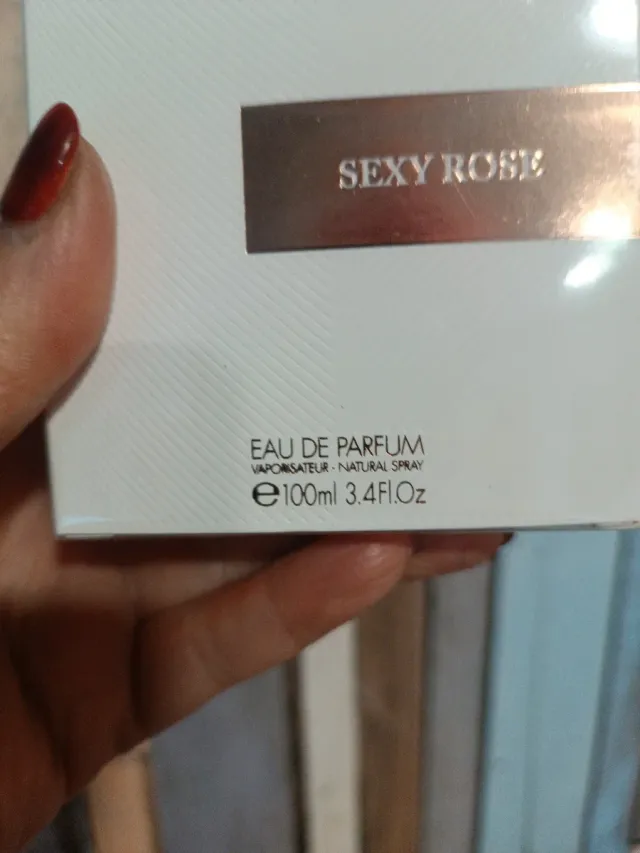 SEXY ROSE
EAU DE PARFUM
VAPORISATEUR · NATURAL SPRAY
℮100ml 3.4Fl.Oz